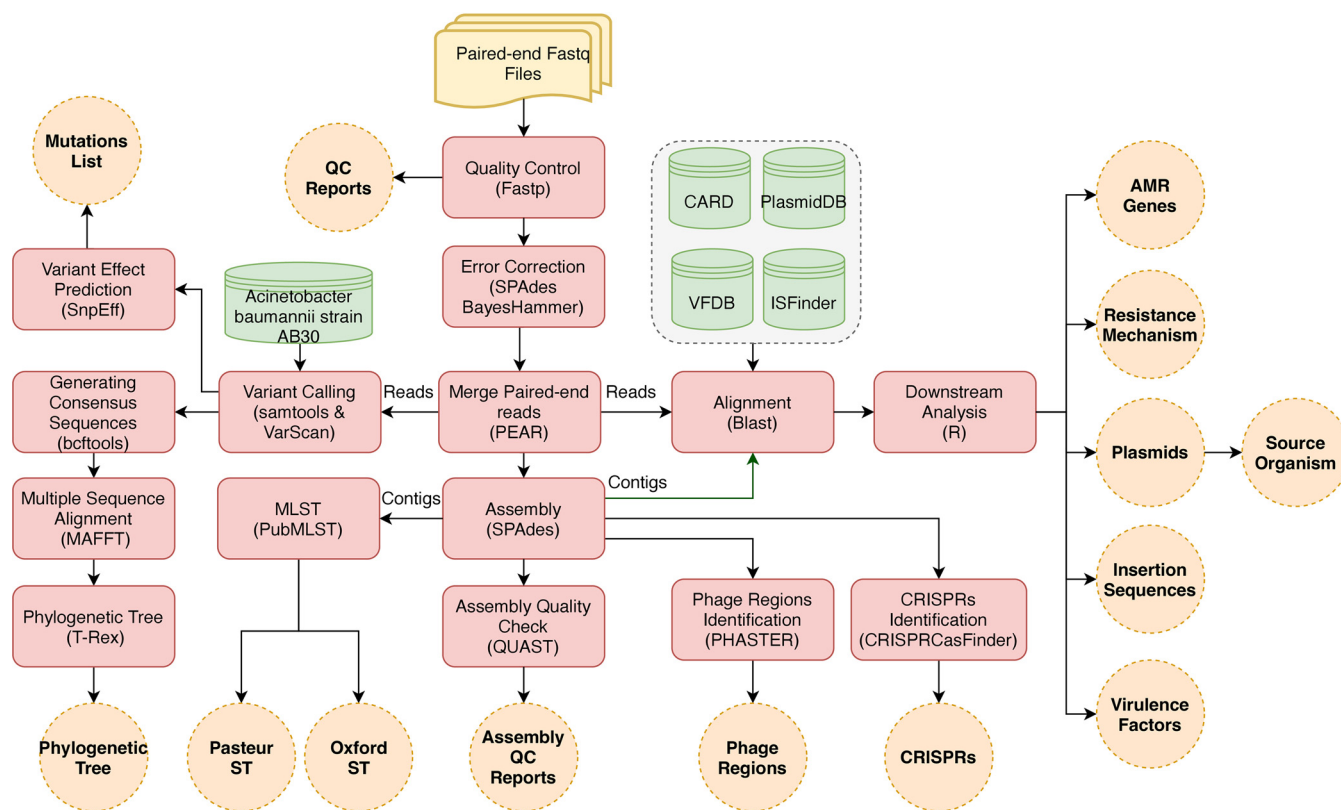 Paired-end Fastq
Files
Mutations
List
QC
Reports
Quality Control
(Fastp)
CARD
PlasmidDB
VFDB
ISFinder
AMR
Genes
Variant Effect
Prediction
(SnpEff)
Acinetobacter
baumannii strain
AB30
Error Correction
(SPAdes
BayesHammer)
Resistance
Mechanism
Generating
Consensus
Sequences
(bcftools)
Variant Calling
(samtools &
VarScan)
Reads
Merge Paired-end
reads
(PEAR)
Reads
Alignment
(Blast)
Downstream
Analysis
(R)
Plasmids
Source
Organism
Multiple Sequence
Alignment
(MAFFT)
MLST
(PubMLST)
Contigs
Assembly
(SPAdes)
Contigs
Insertion
Sequences
Phylogenetic Tree
(T-Rex)
Assembly Quality
Check
(QUAST)
Phage Regions
Identification
(PHASTER)
CRISPRs
Identification
(CRISPRCasFinder)
Virulence
Factors
Phylogenetic
Tree
Pasteur
ST
Oxford
ST
Assembly
QC
Reports
Phage
Regions
CRISPRs